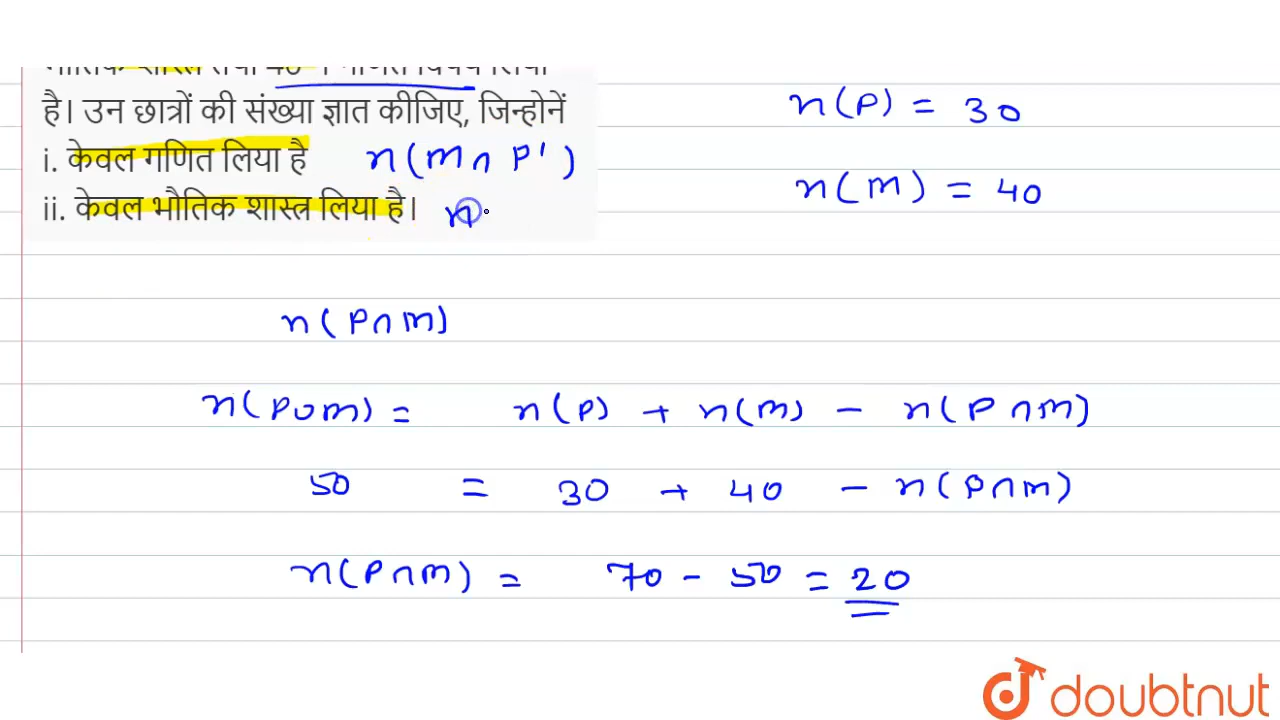 है। उन छात्रों की संख्या ज्ञात कीजिए, जिन्होनें
i. केवल गणित लिया है n(m∩P')
ii. केवल भौतिक शास्त्र लिया है। n
n(P) = 30
n(m) = 40
n(P∩m)
n(P∪m) = n(P) + n(m) - n(P∩m)
50 = 30 + 40 - n(P∩m)
n(P∩m) = 70 - 50 = 20
doubtnut